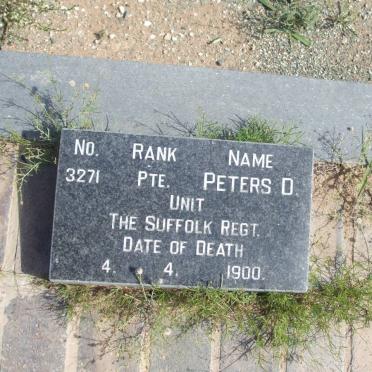 No. RANK NAME
3271 PTE. PETERS D.
UNIT
THE SUFFOLK REGT.
DATE OF DEATH
4. 4. 1900.